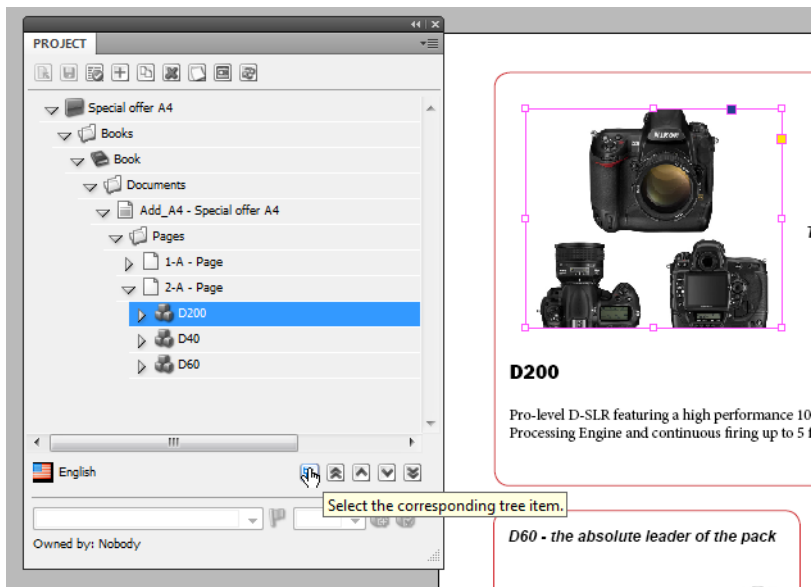 PROJECT
Special offer A4
Books
Book
Documents
Add_A4 - Special offer A4
Pages
1-A - Page
2-A - Page
D200
D40
D60
English
Select the corresponding tree item.
Owned by: Nobody
Nikon
D200
Pro-level D-SLR featuring a high performance 10
Processing Engine and continuous firing up to 5 f
D60 - the absolute leader of the pack